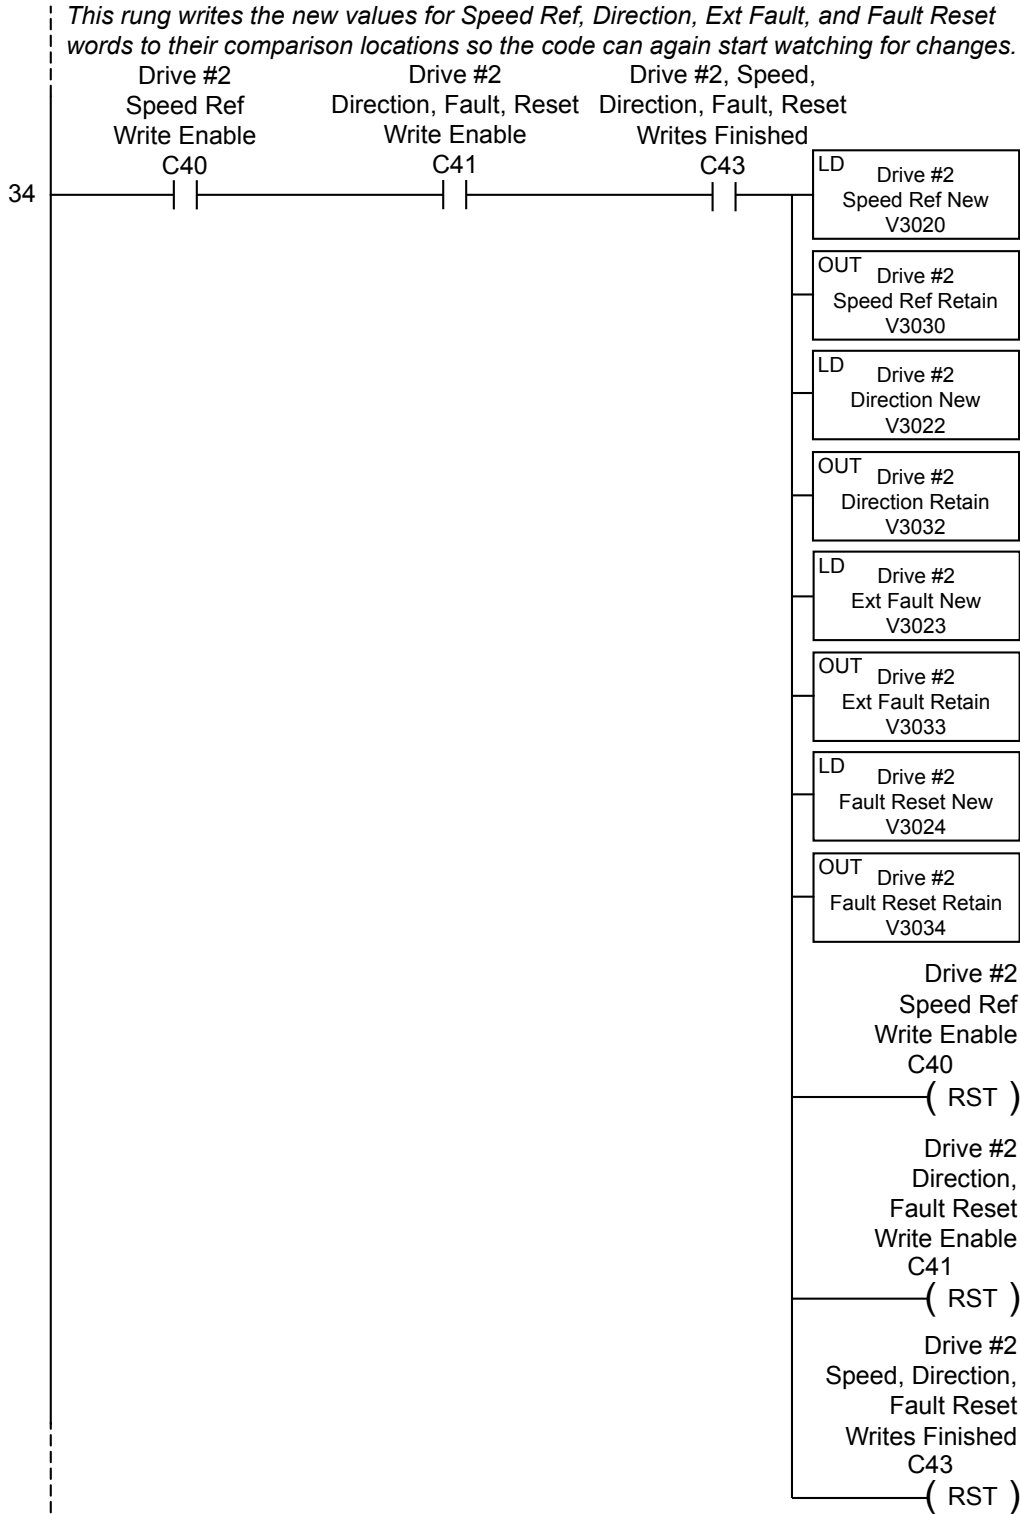 This rung writes the new values for Speed Ref, Direction, Ext Fault, and Fault Reset
words to their comparison locations so the code can again start watching for changes.
Drive #2
Speed Ref
Write Enable
C40
Drive #2
Direction, Fault, Reset
Write Enable
C41
Drive #2, Speed,
Direction, Fault, Reset
Writes Finished
C43
34
LD
Drive #2
Speed Ref New
V3020
OUT
Drive #2
Speed Ref Retain
V3030
LD
Drive #2
Direction New
V3022
OUT
Drive #2
Direction Retain
V3032
LD
Drive #2
Ext Fault New
V3023
OUT
Drive #2
Ext Fault Retain
V3033
LD
Drive #2
Fault Reset New
V3024
OUT
Drive #2
Fault Reset Retain
V3034
Drive #2
Speed Ref
Write Enable
C40
( RST )
Drive #2
Direction,
Fault Reset
Write Enable
C41
( RST )
Drive #2
Speed, Direction,
Fault Reset
Writes Finished
C43
( RST )